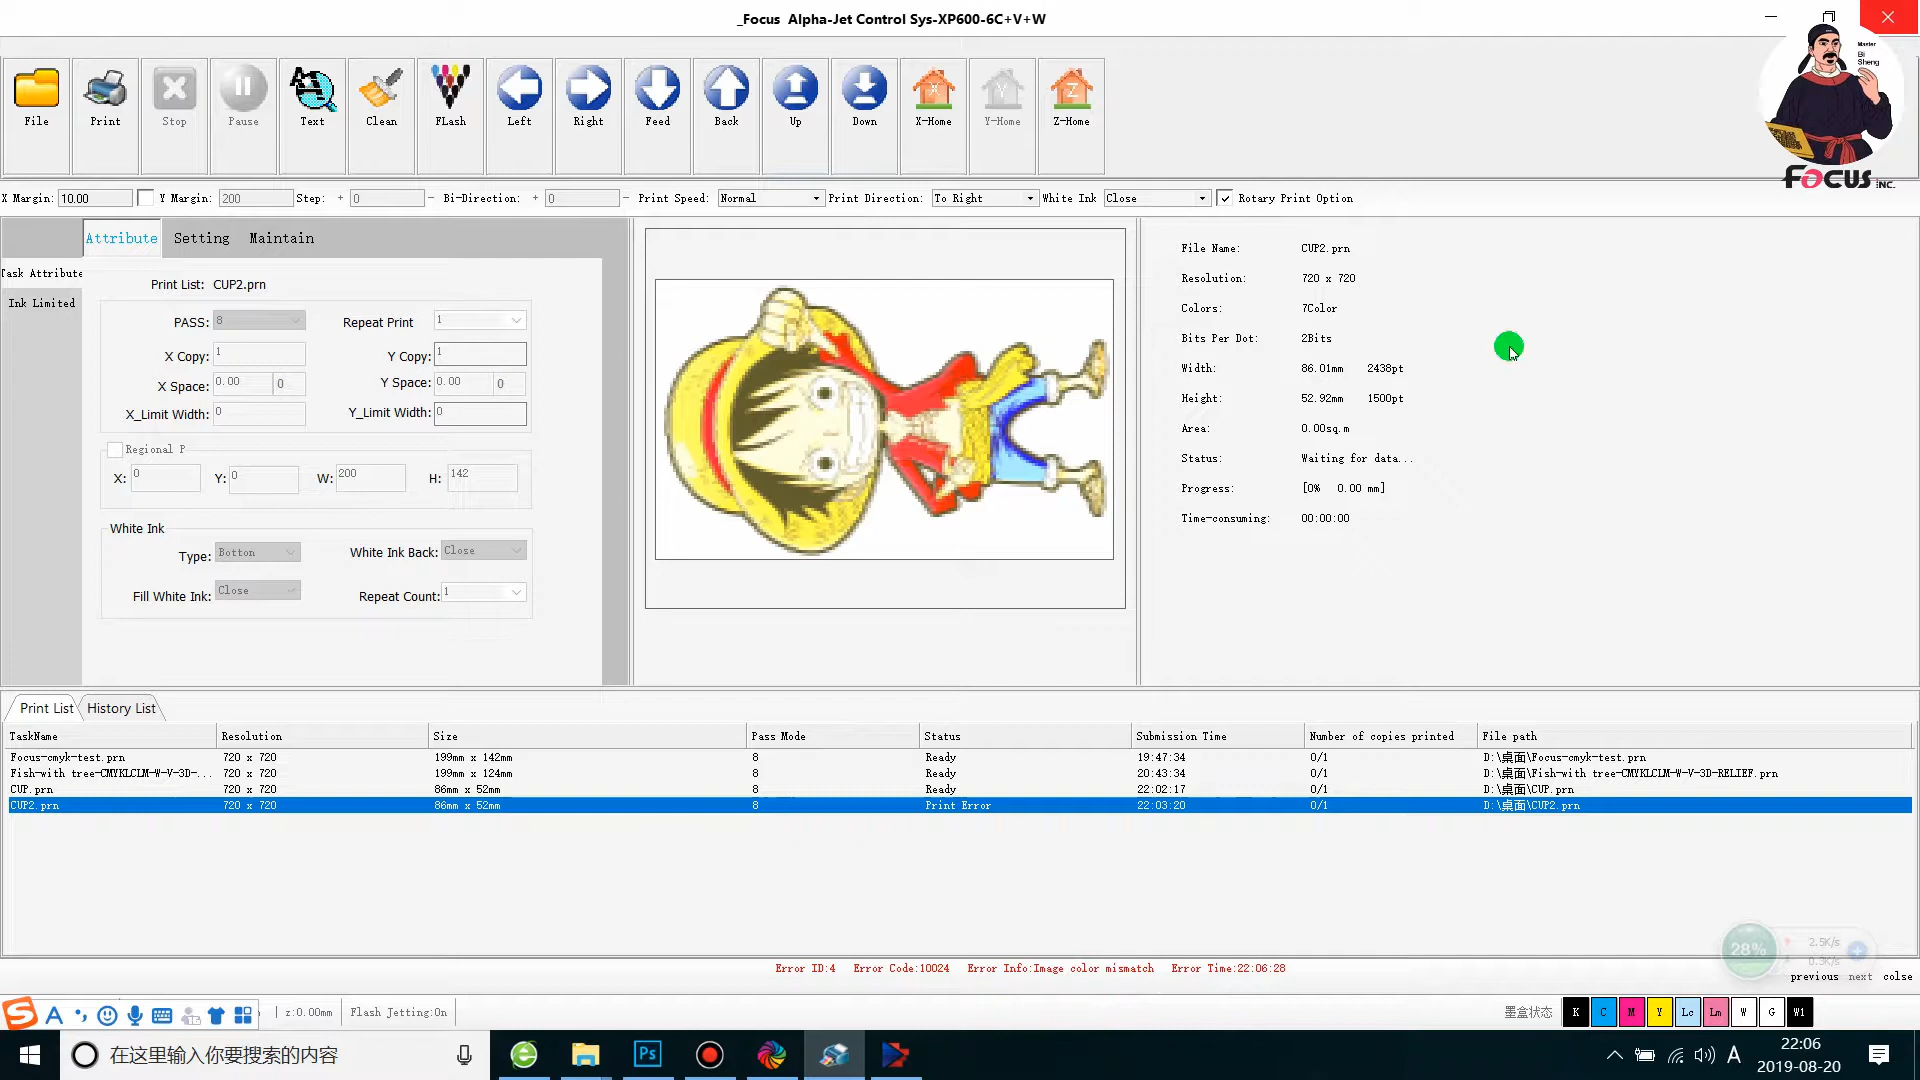 _Focus Alpha-Jet Control Sys-XP600-6C+V+W
Master
Bi
Sheng
FOCUS INC.
File Print Stop Pause Text Clean FLash Left Right Feed Back Up Down X-Home Y-Home Z-Home
X Margin: 10.00 Y Margin: 200 Step: + 0 - Bi-Direction: + 0 - Print Speed: Normal Print Direction: To Right White Ink Close Rotary Print Option
Attribute Setting Maintain
Task Attribute
Ink Limited
Print List: CUP2.prn
PASS: 8 Repeat Print 1
X Copy: 1 Y Copy: 1
X Space: 0.00 0 Y Space: 0.00 0
X_Limit Width: 0 Y_Limit Width: 0
Regional P
X: 0 Y: 0 W: 200 H: 142
White Ink
Type: Botton White Ink Back: Close
Fill White Ink: Close Repeat Count: 1
File Name: CUP2.prn
Resolution: 720 x 720
Colors: 7Color
Bits Per Dot: 2Bits
Width: 86.01mm 2438pt
Height: 52.92mm 1500pt
Area: 0.00sq.m
Status: Waiting for data...
Progress: [0% 0.00 mm]
Time-consuming: 00:00:00
Print List History List
TaskName Resolution Size Pass Mode Status Submission Time Number of copies printed File path
Focus-cmyk-test.prn 720 x 720 199mm x 142mm 8 Ready 19:47:34 0/1 D:\桌面\Focus-cmyk-test.prn
Fish-with tree-CMYKLCLM-W-V-3D-... 720 x 720 199mm x 124mm 8 Ready 20:43:34 0/1 D:\桌面\Fish-with tree-CMYKLCLM-W-V-3D-RELIEF.prn
CUP.prn 720 x 720 86mm x 52mm 8 Ready 22:02:17 0/1 D:\桌面\CUP.prn
CUP2.prn 720 x 720 86mm x 52mm 8 Print Error 22:03:20 0/1 D:\桌面\CUP2.prn
28% 2.5K/s
0.3K/s
Error ID:4 Error Code:10024 Error Info:Image color mismatch Error Time:22:06:28
previous next colse
z:0.00mm Flash Jetting:On 墨盒状态 K C M Y Lc Lm W G W1
在这里输入你要搜索的内容
Ps
A
22:06
2019-08-20